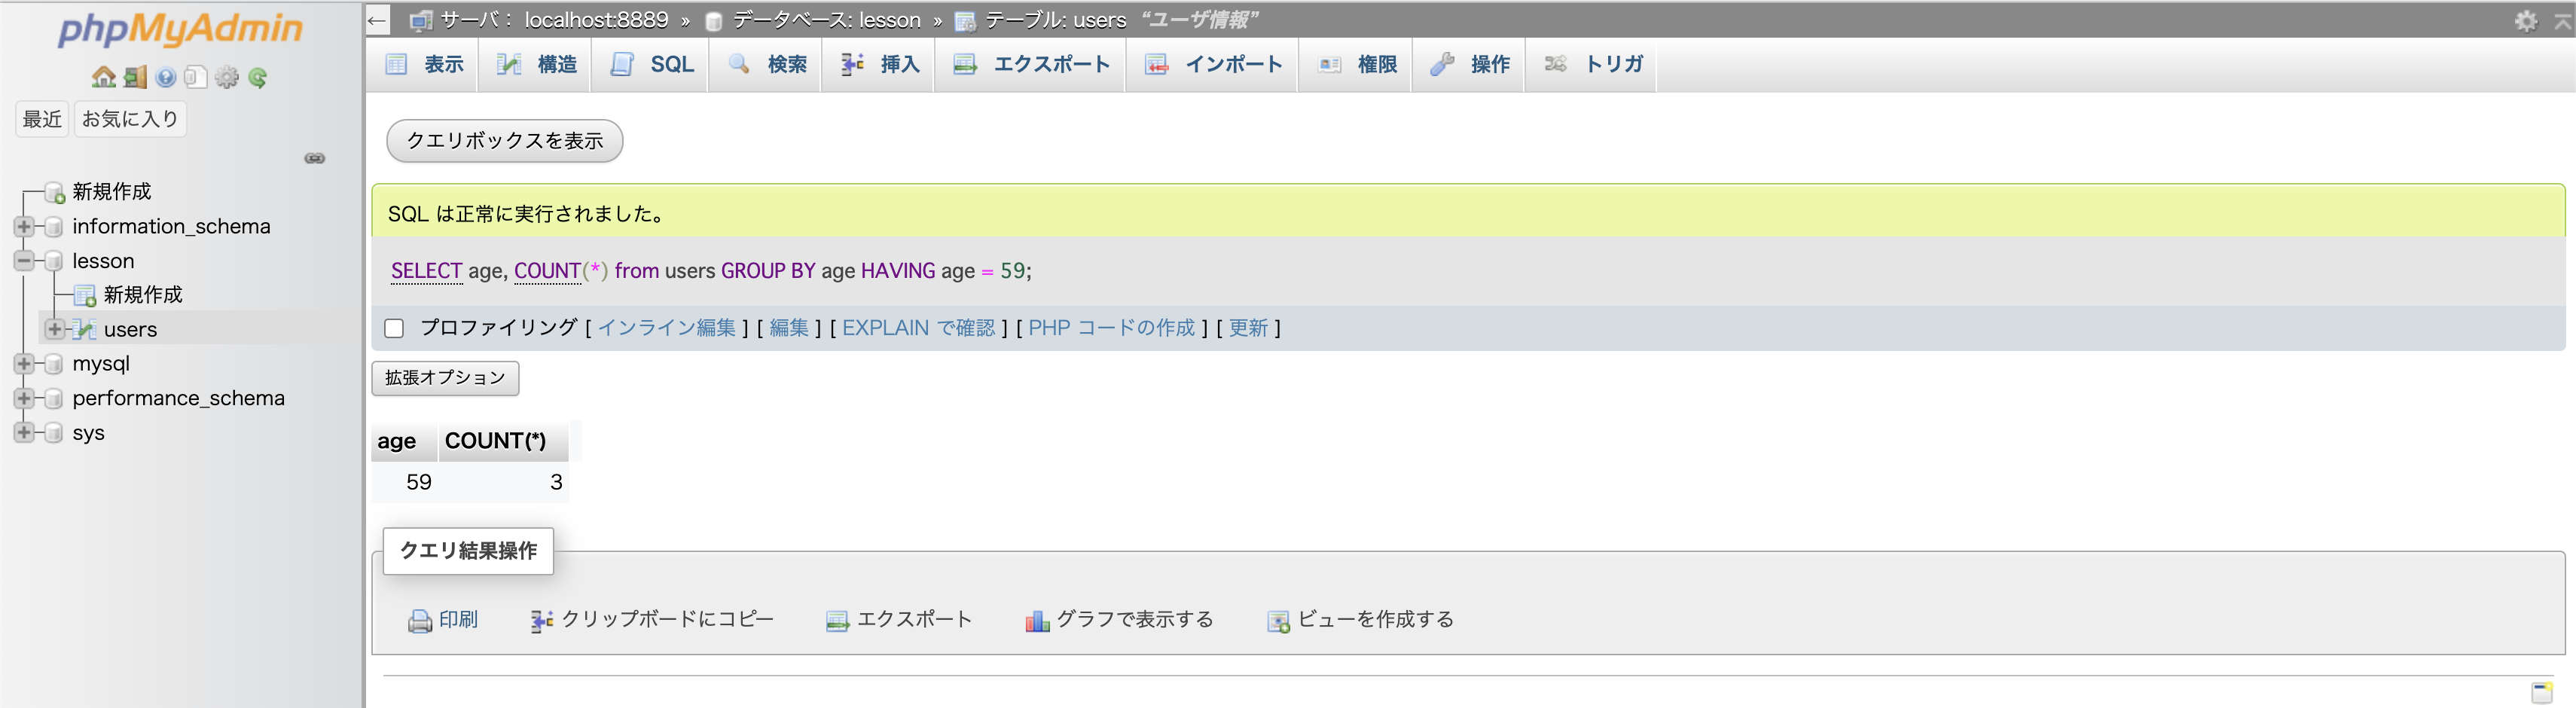 phpMyAdmin
最近 お気に入り
新規作成
information_schema
lesson
新規作成
users
mysql
performance_schema
sys
← サーバ： localhost:8889 » データベース: lesson » テーブル: users “ユーザ情報”
表示 構造 SQL 検索 挿入 エクスポート インポート 権限 操作 トリガ
クエリボックスを表示
SQL は正常に実行されました。
SELECT age, COUNT(*) from users GROUP BY age HAVING age = 59;
プロファイリング [ インライン編集 ] [ 編集 ] [ EXPLAIN で確認 ] [ PHP コードの作成 ] [ 更新 ]
拡張オプション
age COUNT(*)
59 3
クエリ結果操作
印刷 クリップボードにコピー エクスポート グラフで表示する ビューを作成する